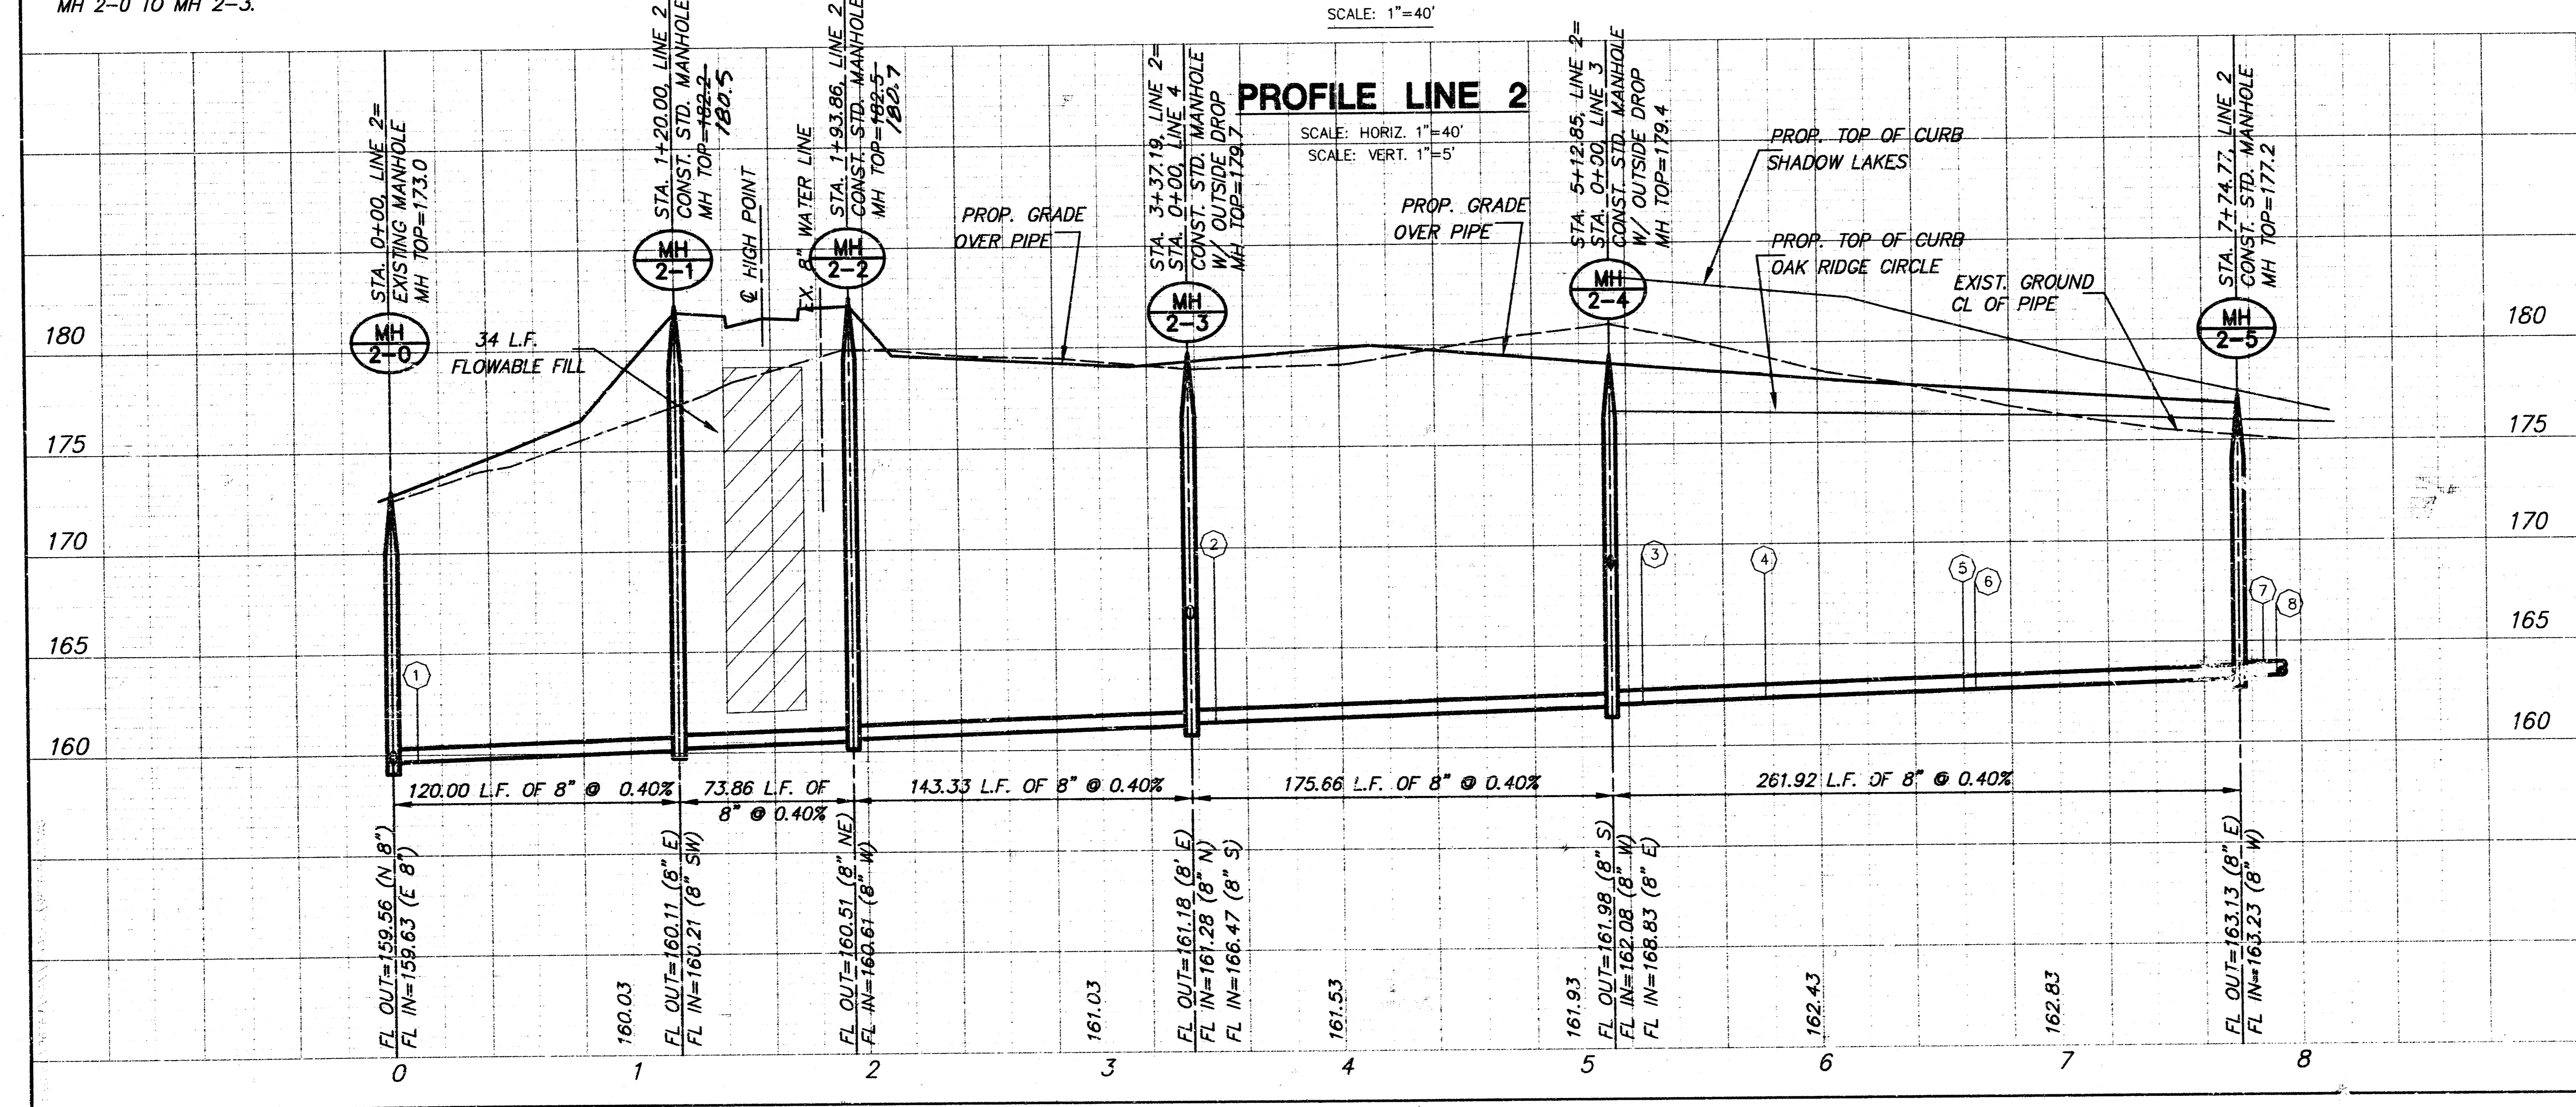 MH 2-0 TO MH 2-3.
SCALE: 1"=40'
PROFILE LINE 2
SCALE: HORIZ. 1"=40'
SCALE: VERT. 1"=5'
STA. 0+00, LINE 2=
EXISTING MANHOLE
MH TOP=173.0
MH
2-0
STA. 1+20.00, LINE 2
CONST. STD. MANHOLE
MH TOP=182.2
180.5
MH
2-1
℄ HIGH POINT
EX. 8" WATER LINE
STA. 1+93.86, LINE 2
CONST. STD. MANHOLE
MH TOP=182.5
180.7
MH
2-2
STA. 3+37.19, LINE 2=
STA. 0+00, LINE 4
CONST. STD. MANHOLE
W/ OUTSIDE DROP
MH TOP=179.7
MH
2-3
STA. 5+12.85, LINE 2=
STA. 0+00, LINE 3
CONST. STD. MANHOLE
W/ OUTSIDE DROP
MH TOP=179.4
MH
2-4
STA. 7+74.77, LINE 2
CONST. STD. MANHOLE
MH TOP=177.2
MH
2-5
34 L.F.
FLOWABLE FILL
PROP. GRADE
OVER PIPE
PROP. GRADE
OVER PIPE
PROP. TOP OF CURB
SHADOW LAKES
PROP. TOP OF CURB
OAK RIDGE CIRCLE
EXIST. GROUND
CL OF PIPE
180 180
175 175
170 170
165 165
160 160
1
2
3
4
5
6
7
8
120.00 L.F. OF 8" @ 0.40%
73.86 L.F. OF
8" @ 0.40%
143.33 L.F. OF 8" @ 0.40%
175.66 L.F. OF 8" @ 0.40%
261.92 L.F. OF 8" @ 0.40%
FL OUT=159.56 (N 8")
FL IN=159.63 (E 8")
160.03
FL OUT=160.11 (8" E)
FL IN=160.21 (8" SW)
FL OUT=160.51 (8" NE)
FL IN=160.61 (8" W)
161.03
FL OUT=161.18 (8' E)
FL IN=161.28 (8" N)
FL IN=166.47 (8" S)
161.53
161.93
FL OUT=161.98 (8" S)
FL IN=162.08 (8" W)
FL IN=168.83 (8" E)
162.43
162.83
FL OUT=163.13 (8" E)
FL IN=163.23 (8" W)
0 1 2 3 4 5 6 7 8